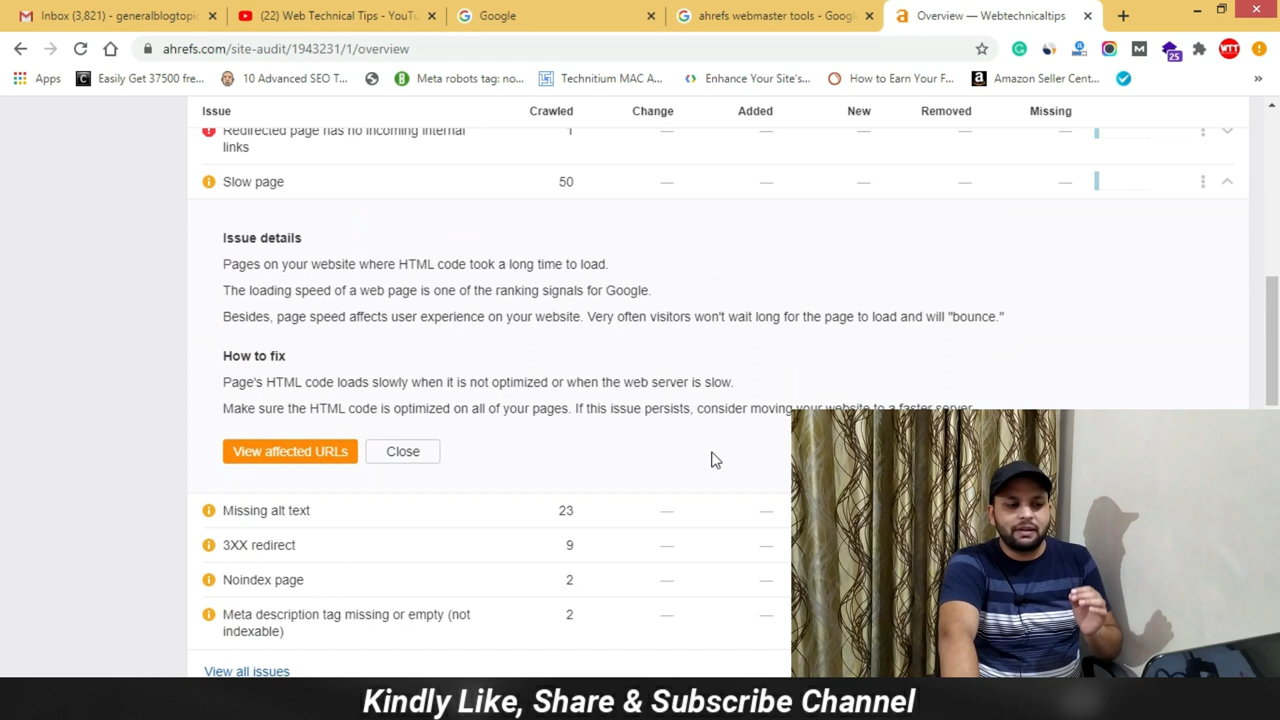 Inbox (3,821) - generalblogtopic
(22) Web Technical Tips - YouTu
Google
ahrefs webmaster tools - Googl
Overview — Webtechnicaltips
ahrefs.com/site-audit/1943231/1/overview
25
WTT
Apps
Easily Get 37500 fre...
10 Advanced SEO T...
Meta robots tag: no...
Technitium MAC A...
Enhance Your Site's...
How to Earn Your F...
Amazon Seller Cent...
Issue
Crawled
Change
Added
New
Removed
Missing
Redirected page has no incoming internal
links
1
— — — — —
Slow page
50
— — — — —
Issue details
Pages on your website where HTML code took a long time to load.
The loading speed of a web page is one of the ranking signals for Google.
Besides, page speed affects user experience on your website. Very often visitors won't wait long for the page to load and will "bounce."
How to fix
Page's HTML code loads slowly when it is not optimized or when the web server is slow.
Make sure the HTML code is optimized on all of your pages. If this issue persists, consider moving your website to a faster server.
View affected URLs
Close
Missing alt text
23
— —
3XX redirect
9
— —
Noindex page
2
— —
Meta description tag missing or empty (not
indexable)
2
— —
View all issues
Kindly Like, Share & Subscribe Channel